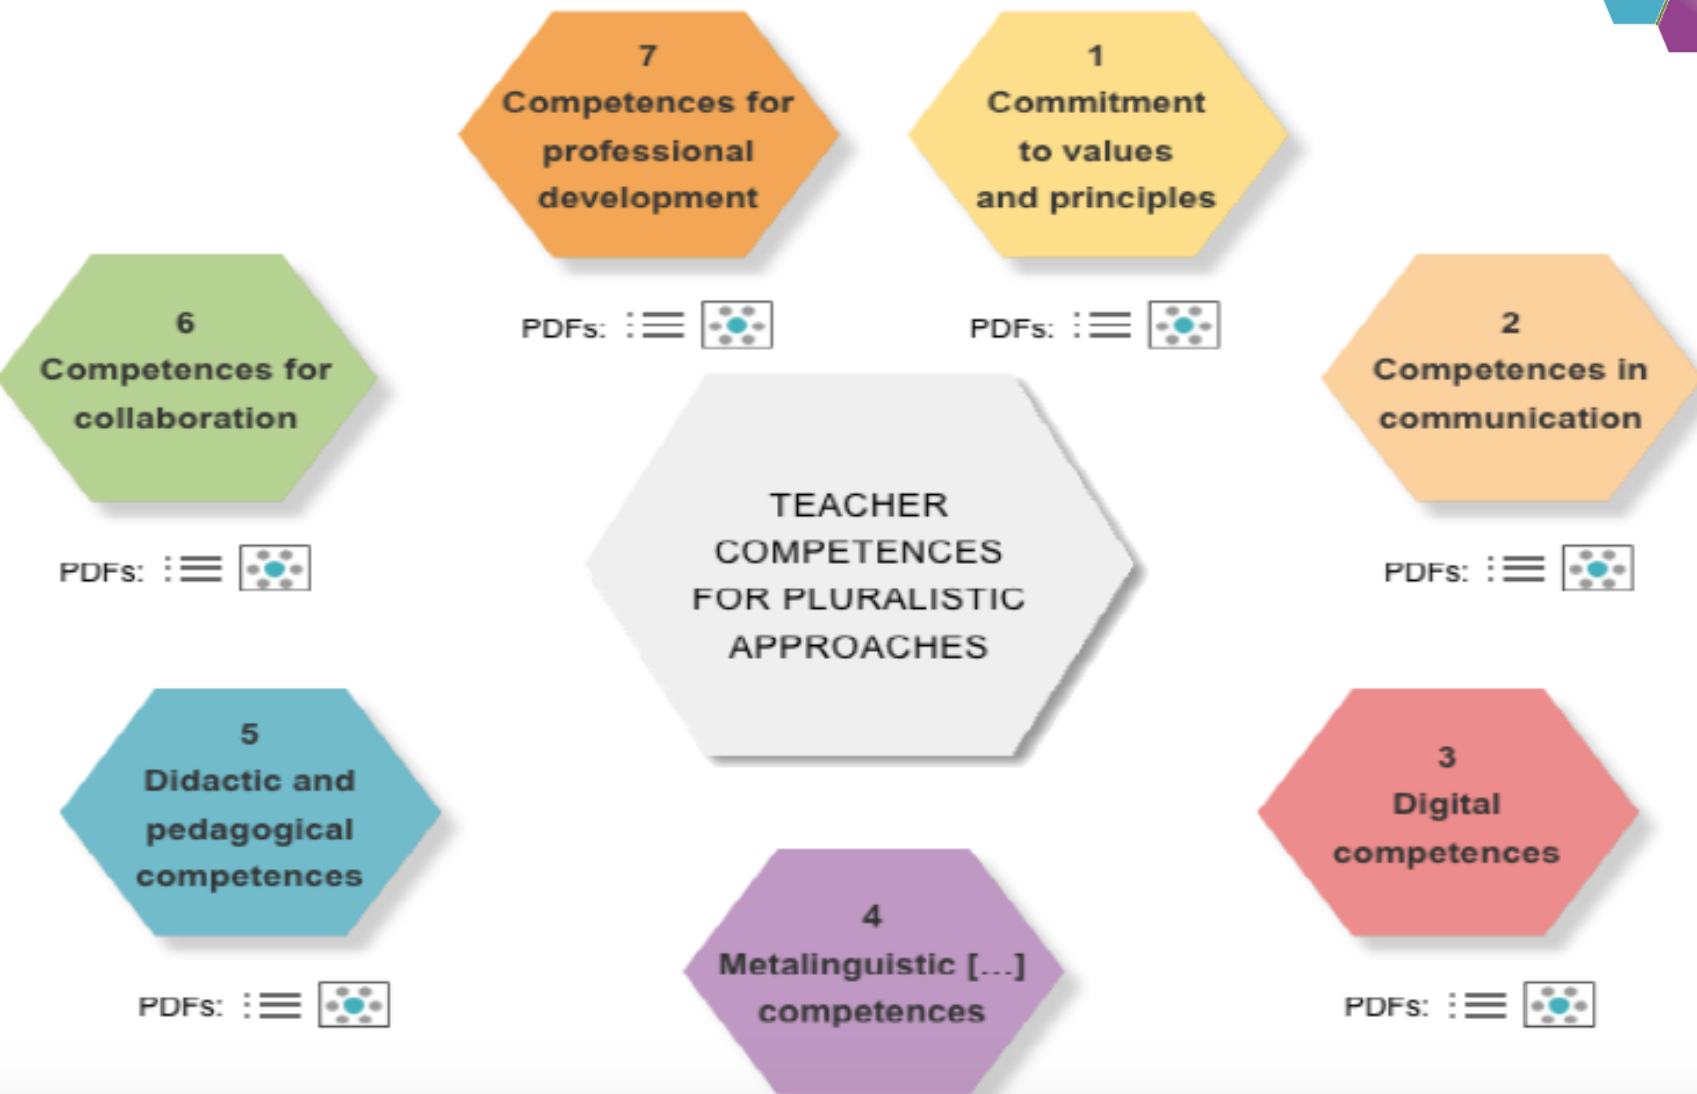 7
Competences for
professional
development
PDFs:
1
Commitment
to values
and principles
PDFs:
6
Competences for
collaboration
PDFs:
2
Competences in
communication
PDFs:
TEACHER
COMPETENCES
FOR PLURALISTIC
APPROACHES
5
Didactic and
pedagogical
competences
PDFs:
4
Metalinguistic [...]
competences
3
Digital
competences
PDFs: